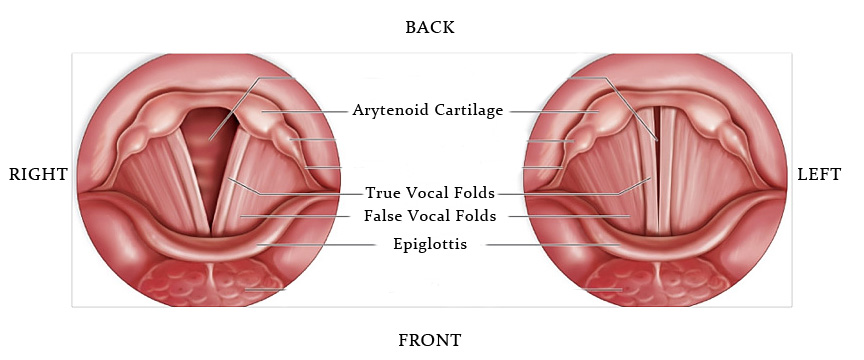 BACK
Arytenoid Cartilage
RIGHT
LEFT
True Vocal Folds
False Vocal Folds
Epiglottis
FRONT